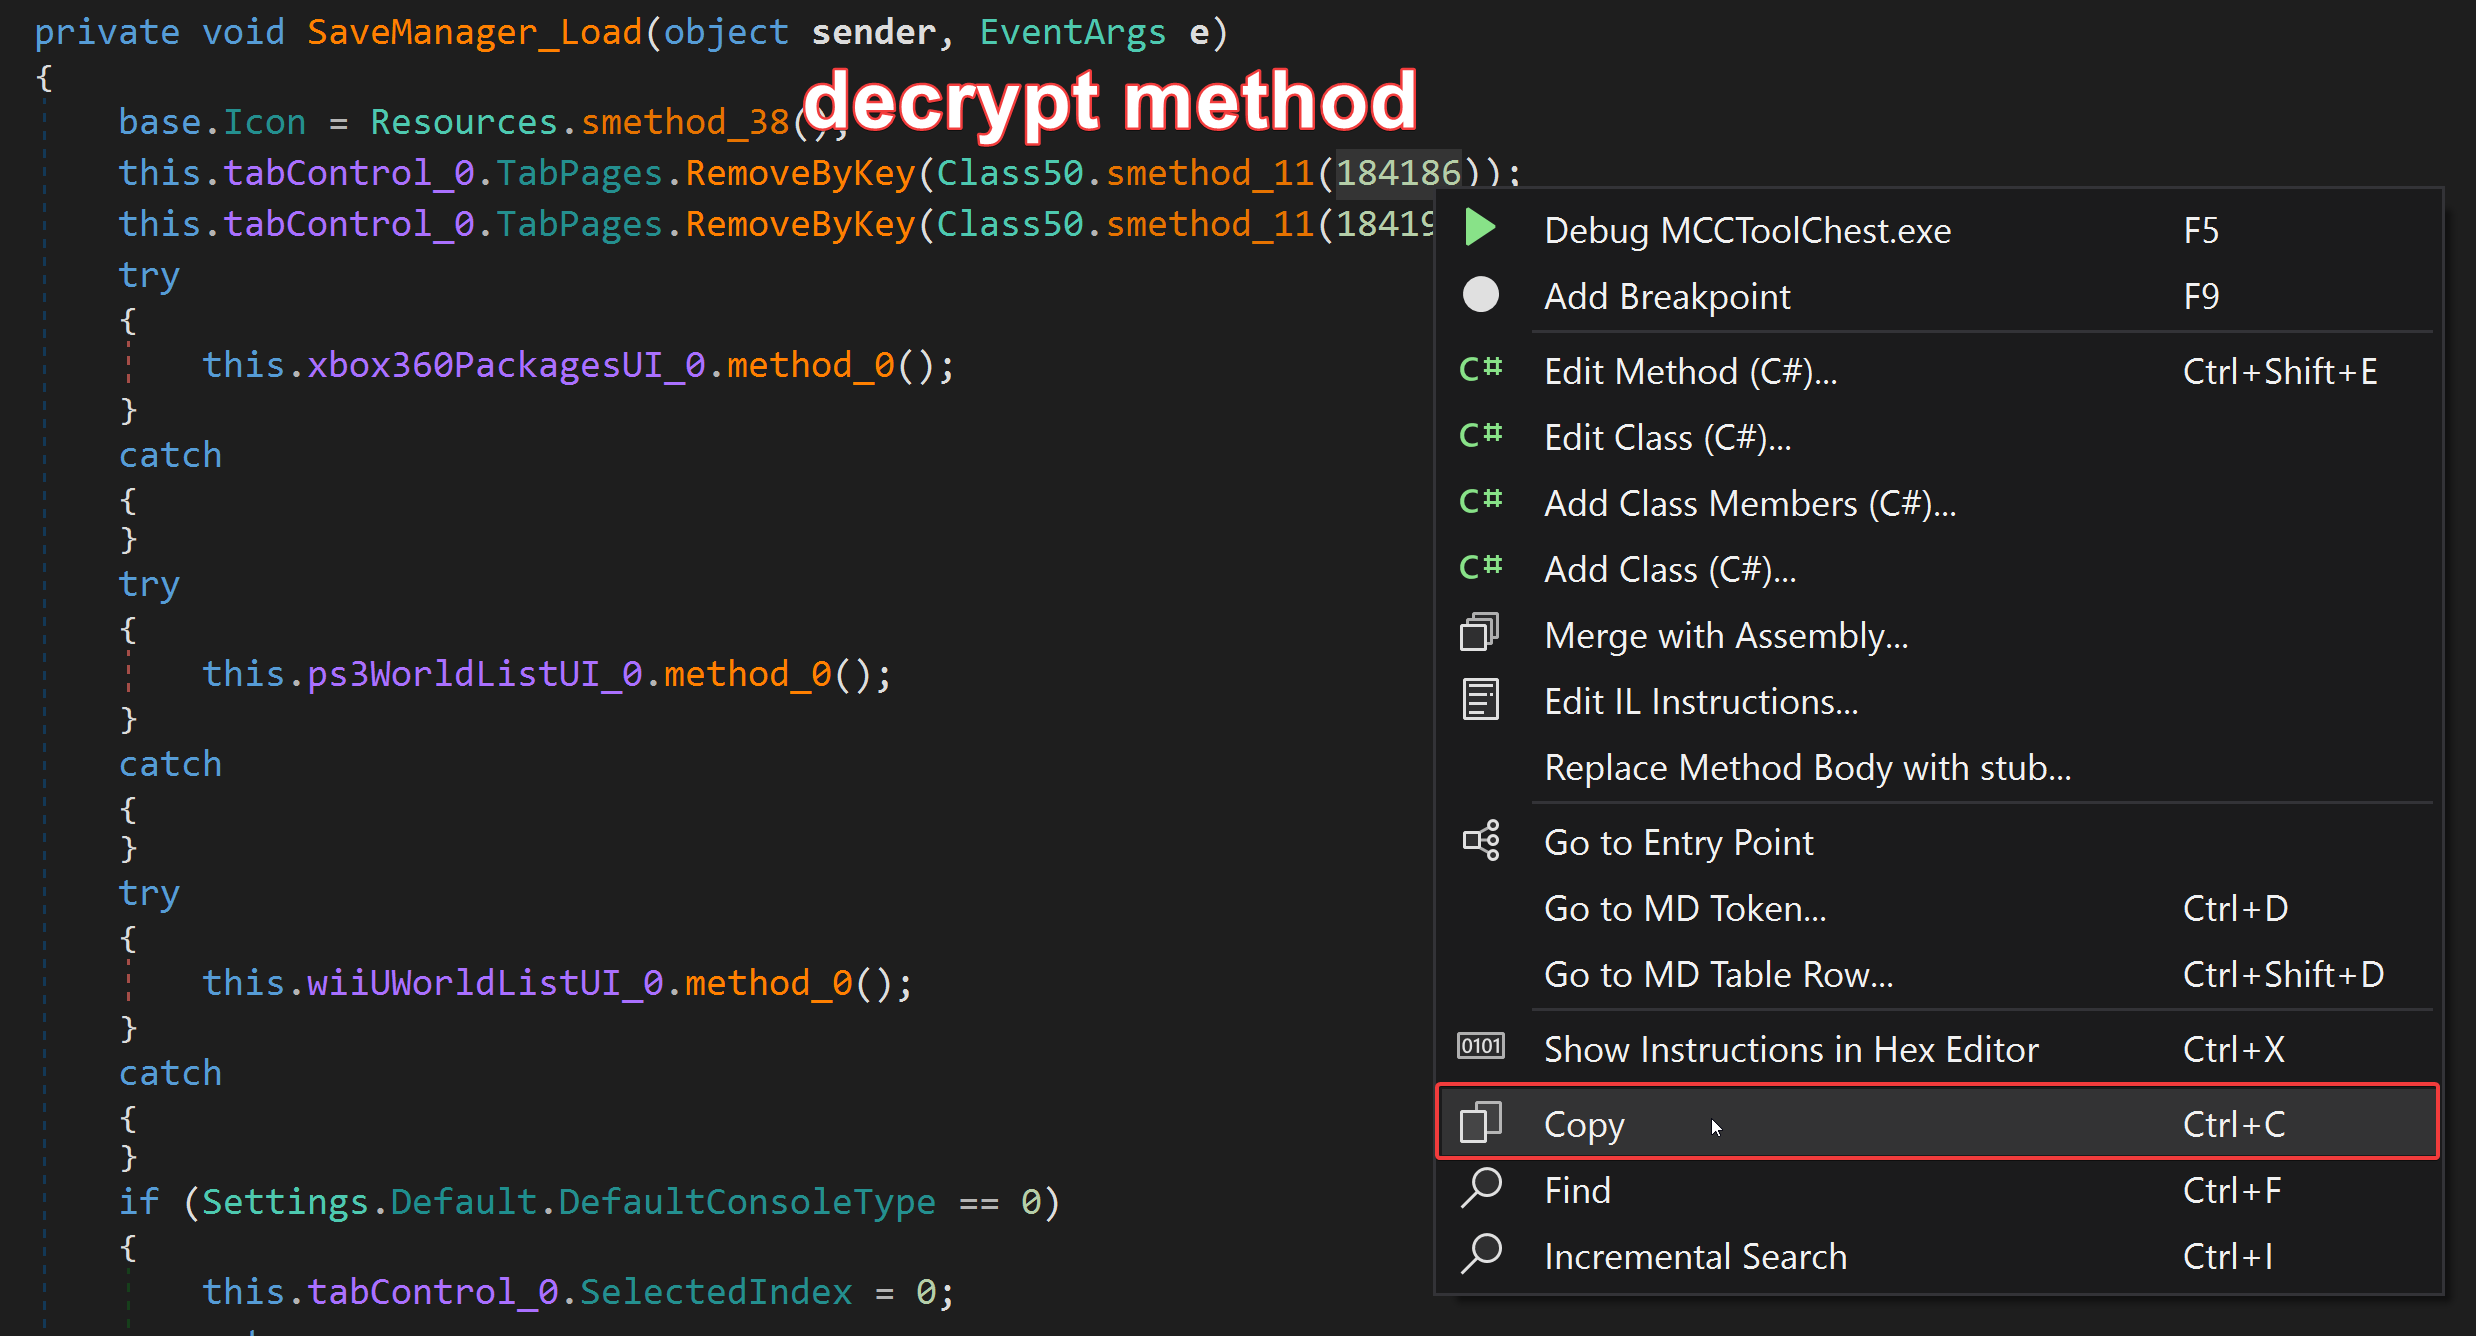 private void SaveManager_Load(object sender, EventArgs e)
{
decrypt method
base.Icon = Resources.smethod_38();
this.tabControl_0.TabPages.RemoveByKey(Class50.smethod_11(184186));
this.tabControl_0.TabPages.RemoveByKey(Class50.smethod_11(18419
try
{
this.xbox360PackagesUI_0.method_0();
}
catch
{
}
try
{
this.ps3WorldListUI_0.method_0();
}
catch
{
}
try
{
this.wiiUWorldListUI_0.method_0();
}
catch
{
}
if (Settings.Default.DefaultConsoleType == 0)
{
this.tabControl_0.SelectedIndex = 0;
Debug MCCToolChest.exe F5
Add Breakpoint F9
C# Edit Method (C#)... Ctrl+Shift+E
C# Edit Class (C#)...
C# Add Class Members (C#)...
C# Add Class (C#)...
Merge with Assembly...
Edit IL Instructions...
Replace Method Body with stub...
Go to Entry Point
Go to MD Token... Ctrl+D
Go to MD Table Row... Ctrl+Shift+D
0101 Show Instructions in Hex Editor Ctrl+X
Copy Ctrl+C
Find Ctrl+F
Incremental Search Ctrl+I